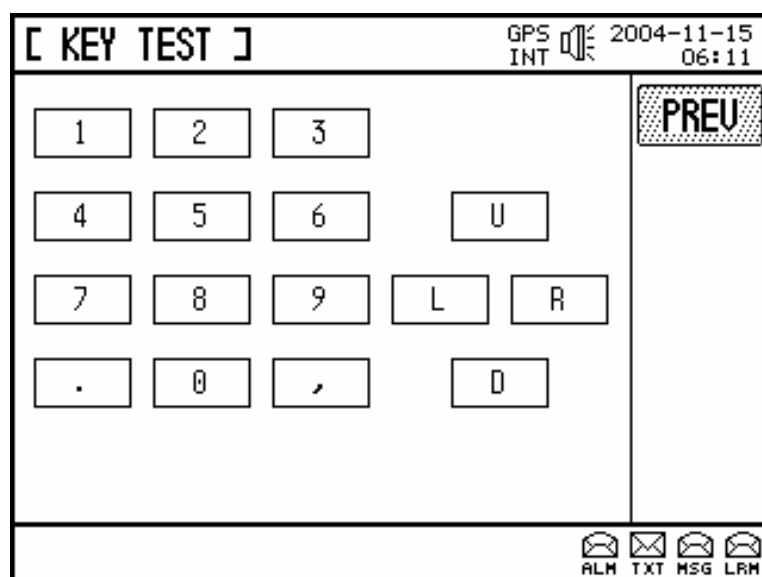 [ KEY TEST ] GPS INT 2004-11-15 06:11
PREV
1 2 3
4 5 6 U
7 8 9 L R
. 0 , D
ALM TXT MSG LRM